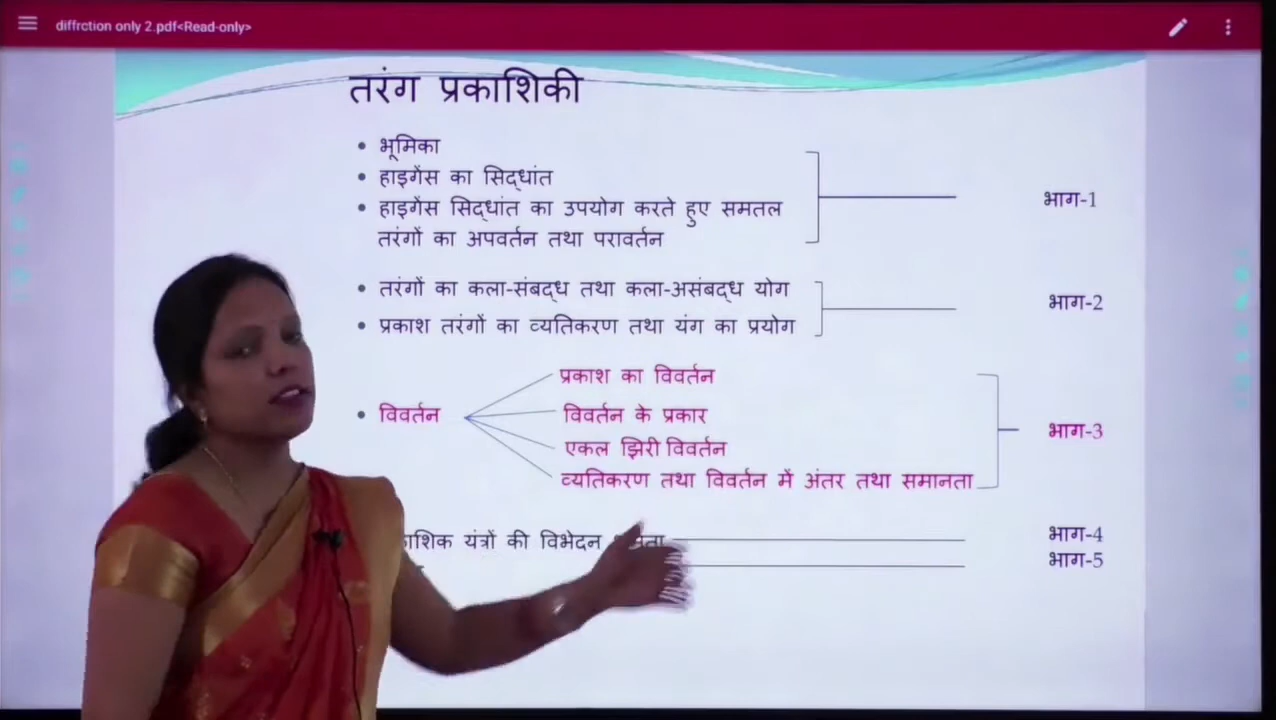 diffrction only 2.pdf<Read-only>
तरंग प्रकाशिकी
भूमिका
हाइगेंस का सिद्धांत
हाइगेंस सिद्धांत का उपयोग करते हुए समतल
तरंगों का अपवर्तन तथा परावर्तन
भाग-1
तरंगों का कला-संबद्ध तथा कला-असंबद्ध योग
प्रकाश तरंगों का व्यतिकरण तथा यंग का प्रयोग
भाग-2
विवर्तन
प्रकाश का विवर्तन
विवर्तन के प्रकार
एकल झिरी विवर्तन
व्यतिकरण तथा विवर्तन में अंतर तथा समानता
भाग-3
यंत्रों की विभेदन
भाग-4
भाग-5